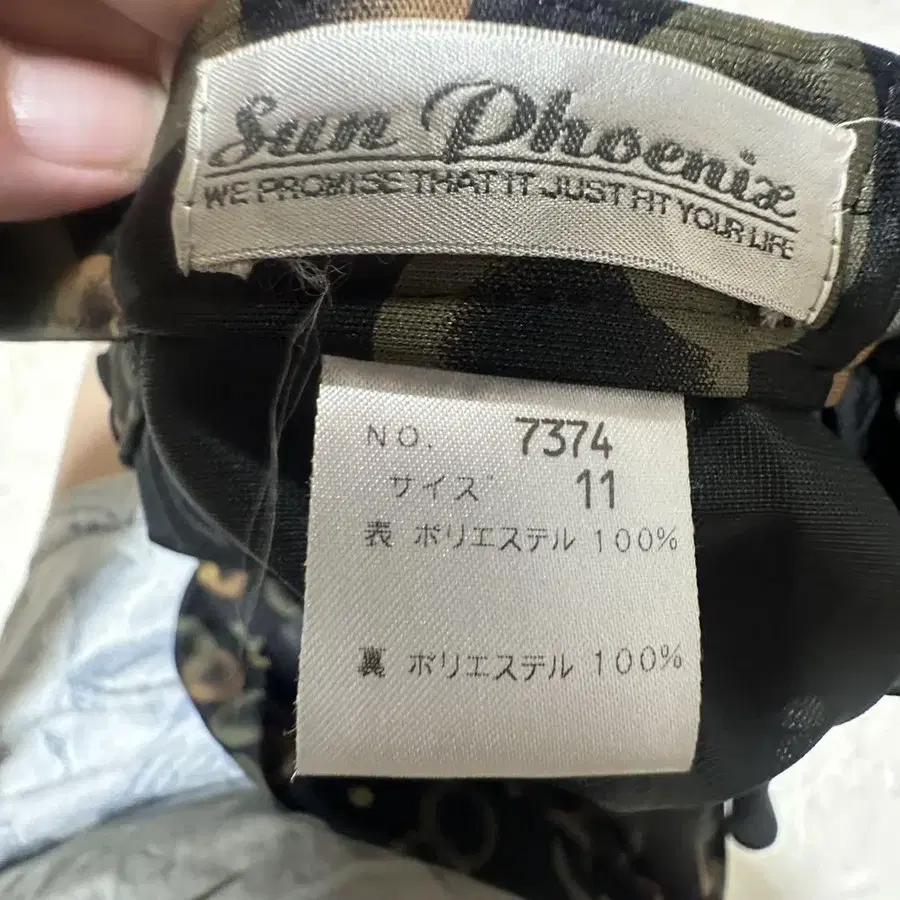 Sun Phoenix
WE PROMISE THAT IT JUST FIT YOUR LIFE
NO. 7374
サイズ 11
表 ポリエステル 100%
裏 ポリエステル 100%